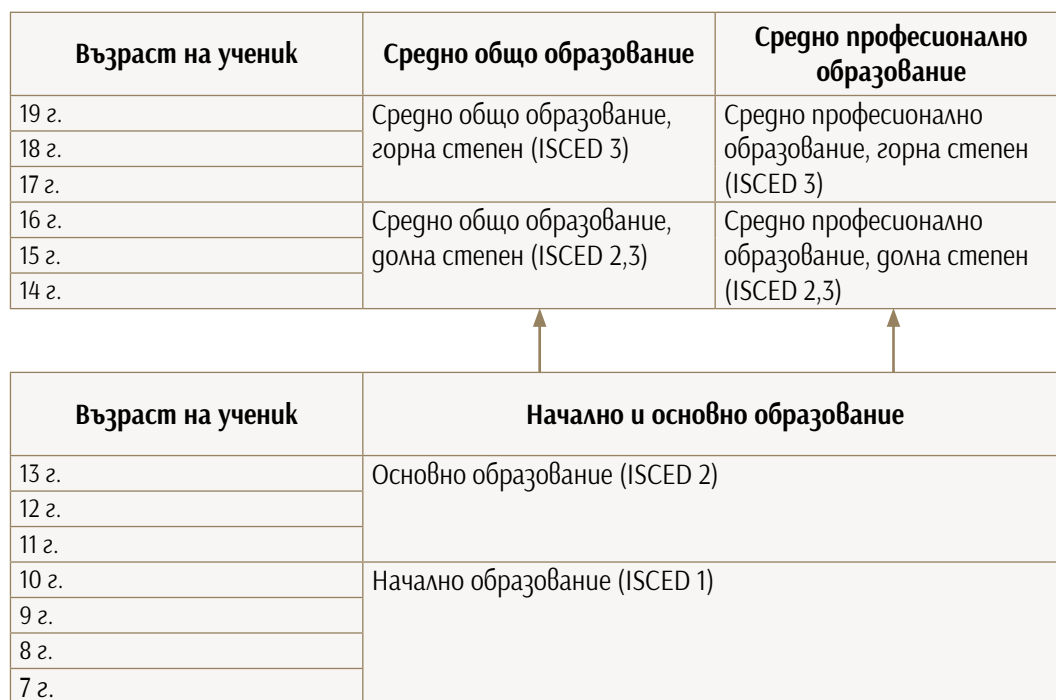 Възраст на ученик
Средно общо образование
Средно професионално
образование
19 г.
18 г.
17 г.
Средно общо образование,
горна степен (ISCED 3)
Средно професионално
образование, горна степен
(ISCED 3)
16 г.
15 г.
14 г.
Средно общо образование,
долна степен (ISCED 2,3)
Средно професионално
образование, долна степен
(ISCED 2,3)
Възраст на ученик
Начално и основно образование
13 г.
12 г.
11 г.
Основно образование (ISCED 2)
10 г.
9 г.
8 г.
7 г.
Начално образование (ISCED 1)